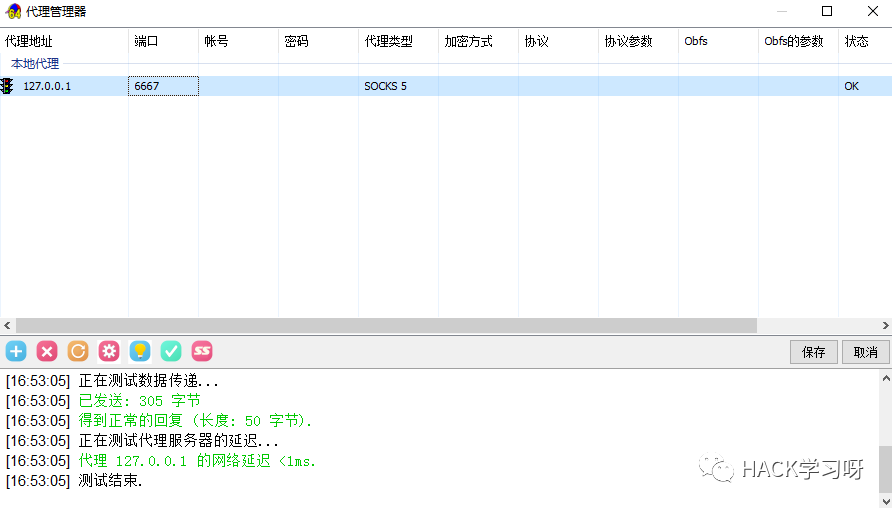 代理管理器
代理地址 端口 帐号 密码 代理类型 加密方式 协议 协议参数 Obfs Obfs的参数 状态
本地代理
127.0.0.1 6667 SOCKS 5 OK
SS
保存 取消
[16:53:05] 正在测试数据传递...
[16:53:05] 已发送: 305 字节
[16:53:05] 得到正常的回复 (长度: 50 字节).
[16:53:05] 正在测试代理服务器的延迟...
[16:53:05] 代理 127.0.0.1 的网络延迟 <1ms.
[16:53:05] 测试结束.
HACK学习呀